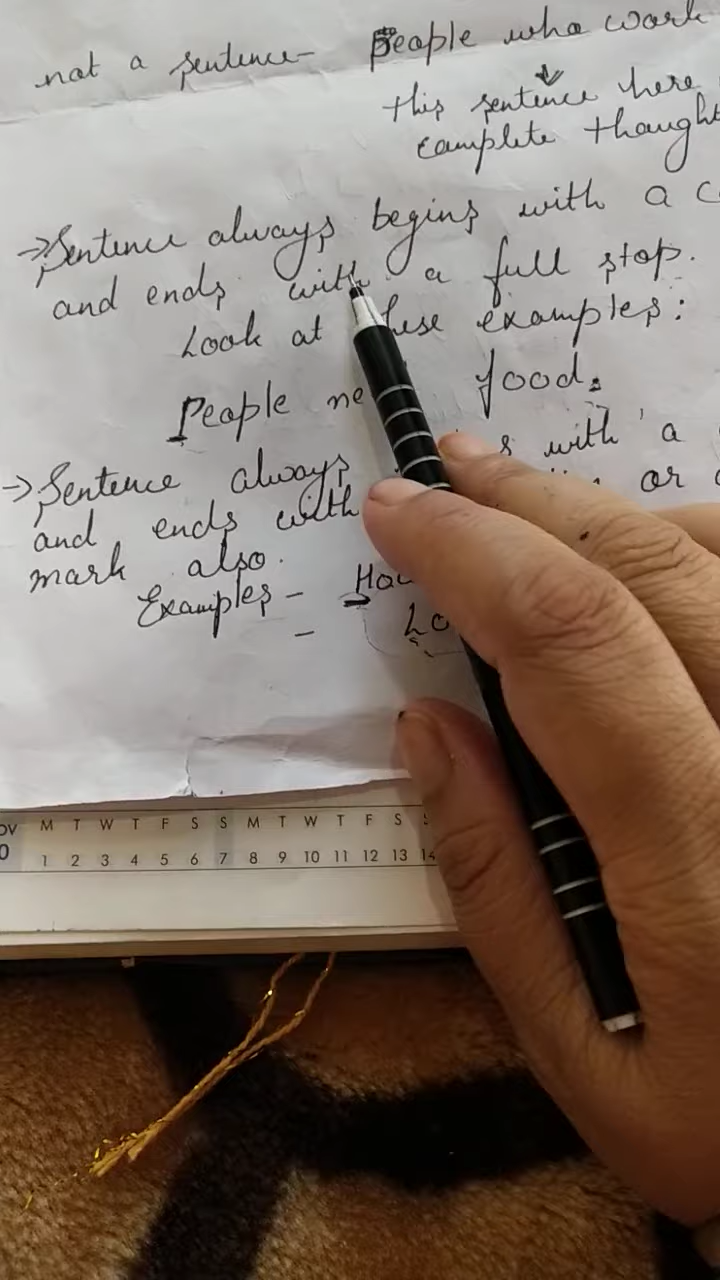 not a sentence- People who work
This sentence here
complete thought
→Sentence always begins with a
and ends with a full stop.
Look at these examples:
People food.
→Sentence always with a
and ends with or
mark also.
Examples -
-
M T W T F S S M T W T F S
1 2 3 4 5 6 7 8 9 10 11 12 13 14